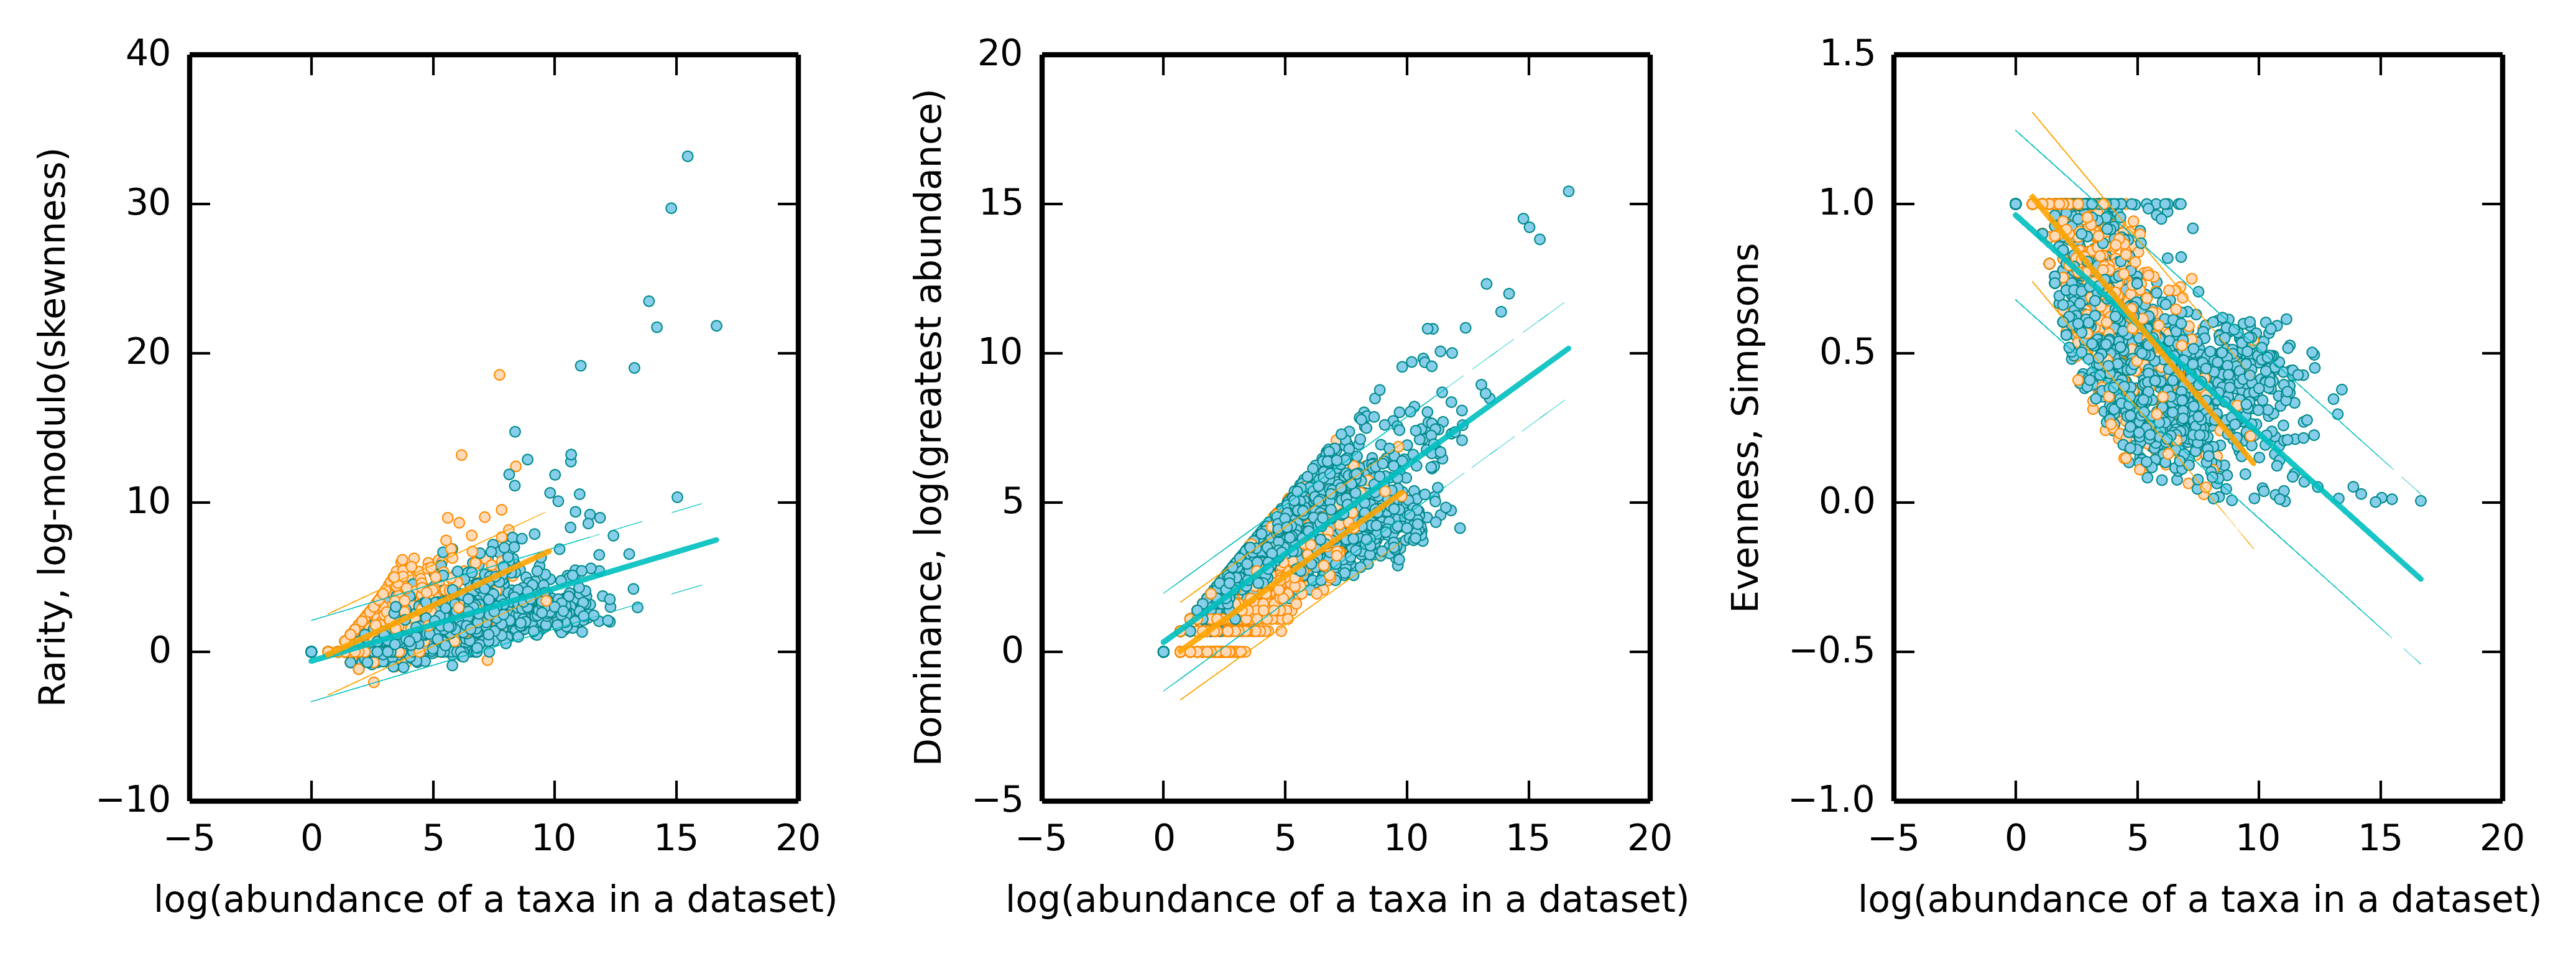 40
30
20
10
0
−10
−5 0 5 10 15 20
Rarity, log-modulo(skewnness)
log(abundance of a taxa in a dataset)
20
15
10
5
0
−5
−5 0 5 10 15 20
Dominance, log(greatest abundance)
log(abundance of a taxa in a dataset)
1.5
1.0
0.5
0.0
−0.5
−1.0
−5 0 5 10 15 20
Evenness, Simpsons
log(abundance of a taxa in a dataset)